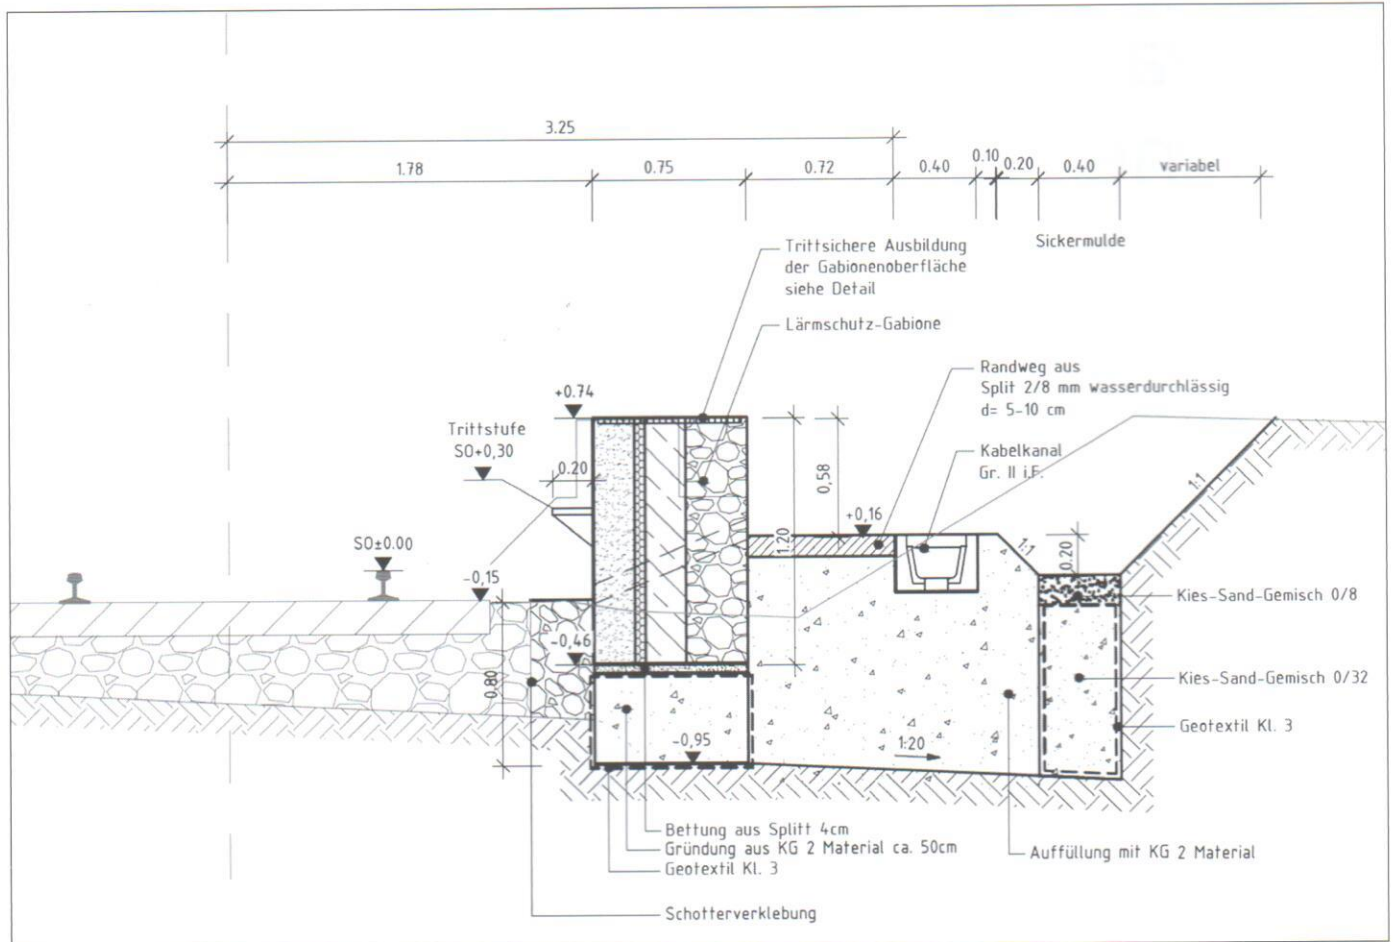 3.25
1.78
0.75
0.72
0.40
0.10
0.20
0.40
variabel
Sickermulde
Trittsichere Ausbildung
der Gabionenoberfläche
siehe Detail
Lärmschutz-Gabione
Randweg aus
Split 2/8 mm wasserdurchlässig
d= 5-10 cm
Kabelkanal
Gr. II i.F.
+0.74
Trittstufe
SO+0,30
0.20
0,58
1:1
+0,16
1.20
1:1
0.20
SO±0.00
-0,15
Kies-Sand-Gemisch 0/8
-0,46
0.80
Kies-Sand-Gemisch 0/32
Geotextil Kl. 3
-0,95
1:20
Bettung aus Splitt 4cm
Gründung aus KG 2 Material ca. 50cm
Geotextil Kl. 3
Auffüllung mit KG 2 Material
Schotterverklebung